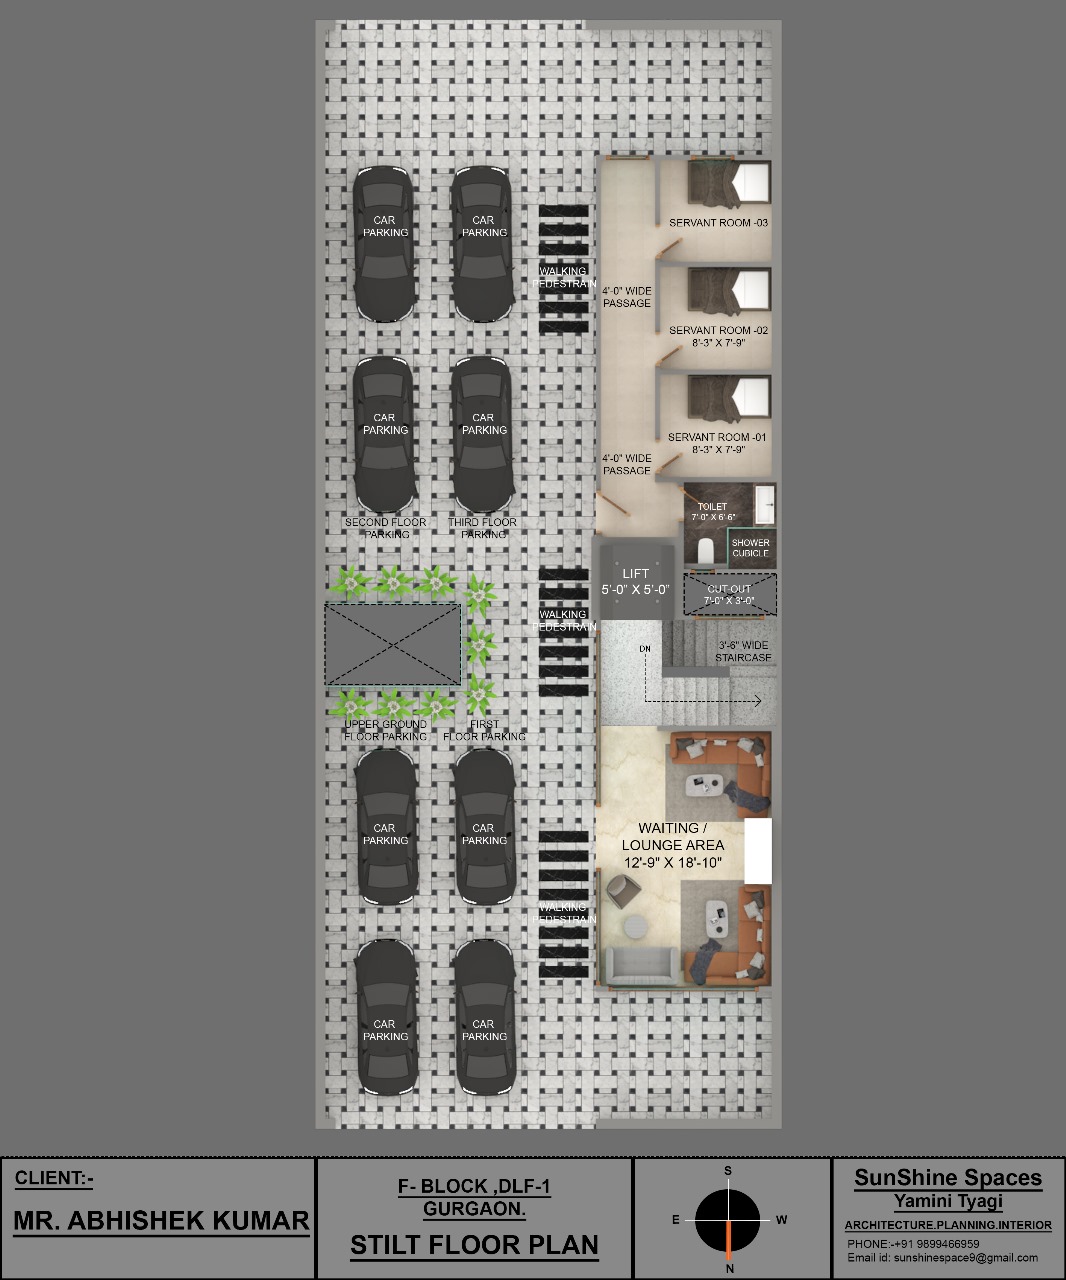 CAR
PARKING
CAR
PARKING
WALKING
PEDESTRAIN
SERVANT ROOM -03
4'-0" WIDE
PASSAGE
SERVANT ROOM -02
8'-3" X 7'-9"
CAR
PARKING
CAR
PARKING
SERVANT ROOM -01
8'-3" X 7'-9"
4'-0" WIDE
PASSAGE
SECOND FLOOR
PARKING
THIRD FLOOR
PARKING
TOILET
7'-0" X 6'-6"
SHOWER
CUBICLE
LIFT
5'-0" X 5'-0"
CUT-OUT
7'-0" X 3'-0"
WALKING
PEDESTRAIN
3'-6" WIDE
STAIRCASE
DN
UPPER GROUND
FLOOR PARKING
FIRST
FLOOR PARKING
CAR
PARKING
CAR
PARKING
WAITING /
LOUNGE AREA
12'-9" X 18'-10"
WALKING
PEDESTRAIN
CAR
PARKING
CAR
PARKING
CLIENT:-
MR. ABHISHEK KUMAR
F- BLOCK ,DLF-1
GURGAON.
STILT FLOOR PLAN
S
E
W
N
SunShine Spaces
Yamini Tyagi
ARCHITECTURE.PLANNING.INTERIOR
PHONE:-+91 9899466959
Email id: sunshinespace9@gmail.com